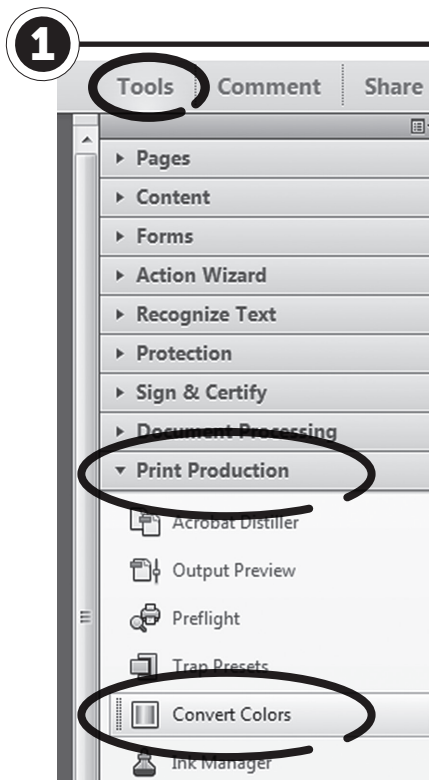 1
Tools Comment Share
Pages
Content
Forms
Action Wizard
Recognize Text
Protection
Sign & Certify
Document Processing
Print Production
Acrobat Distiller
Output Preview
Preflight
Trap Presets
Convert Colors
Ink Manager